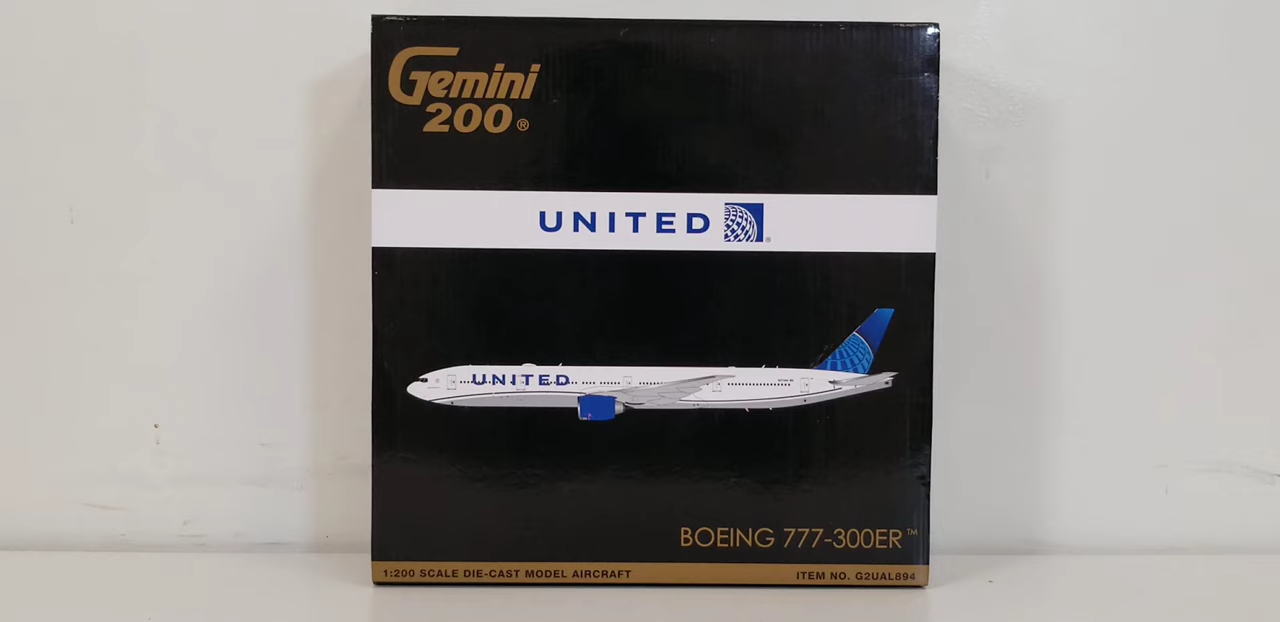 Gemini
200®
UNITED ®
UNITED
BOEING 777-300ER™
1:200 SCALE DIE-CAST MODEL AIRCRAFT ITEM NO. G2UAL894